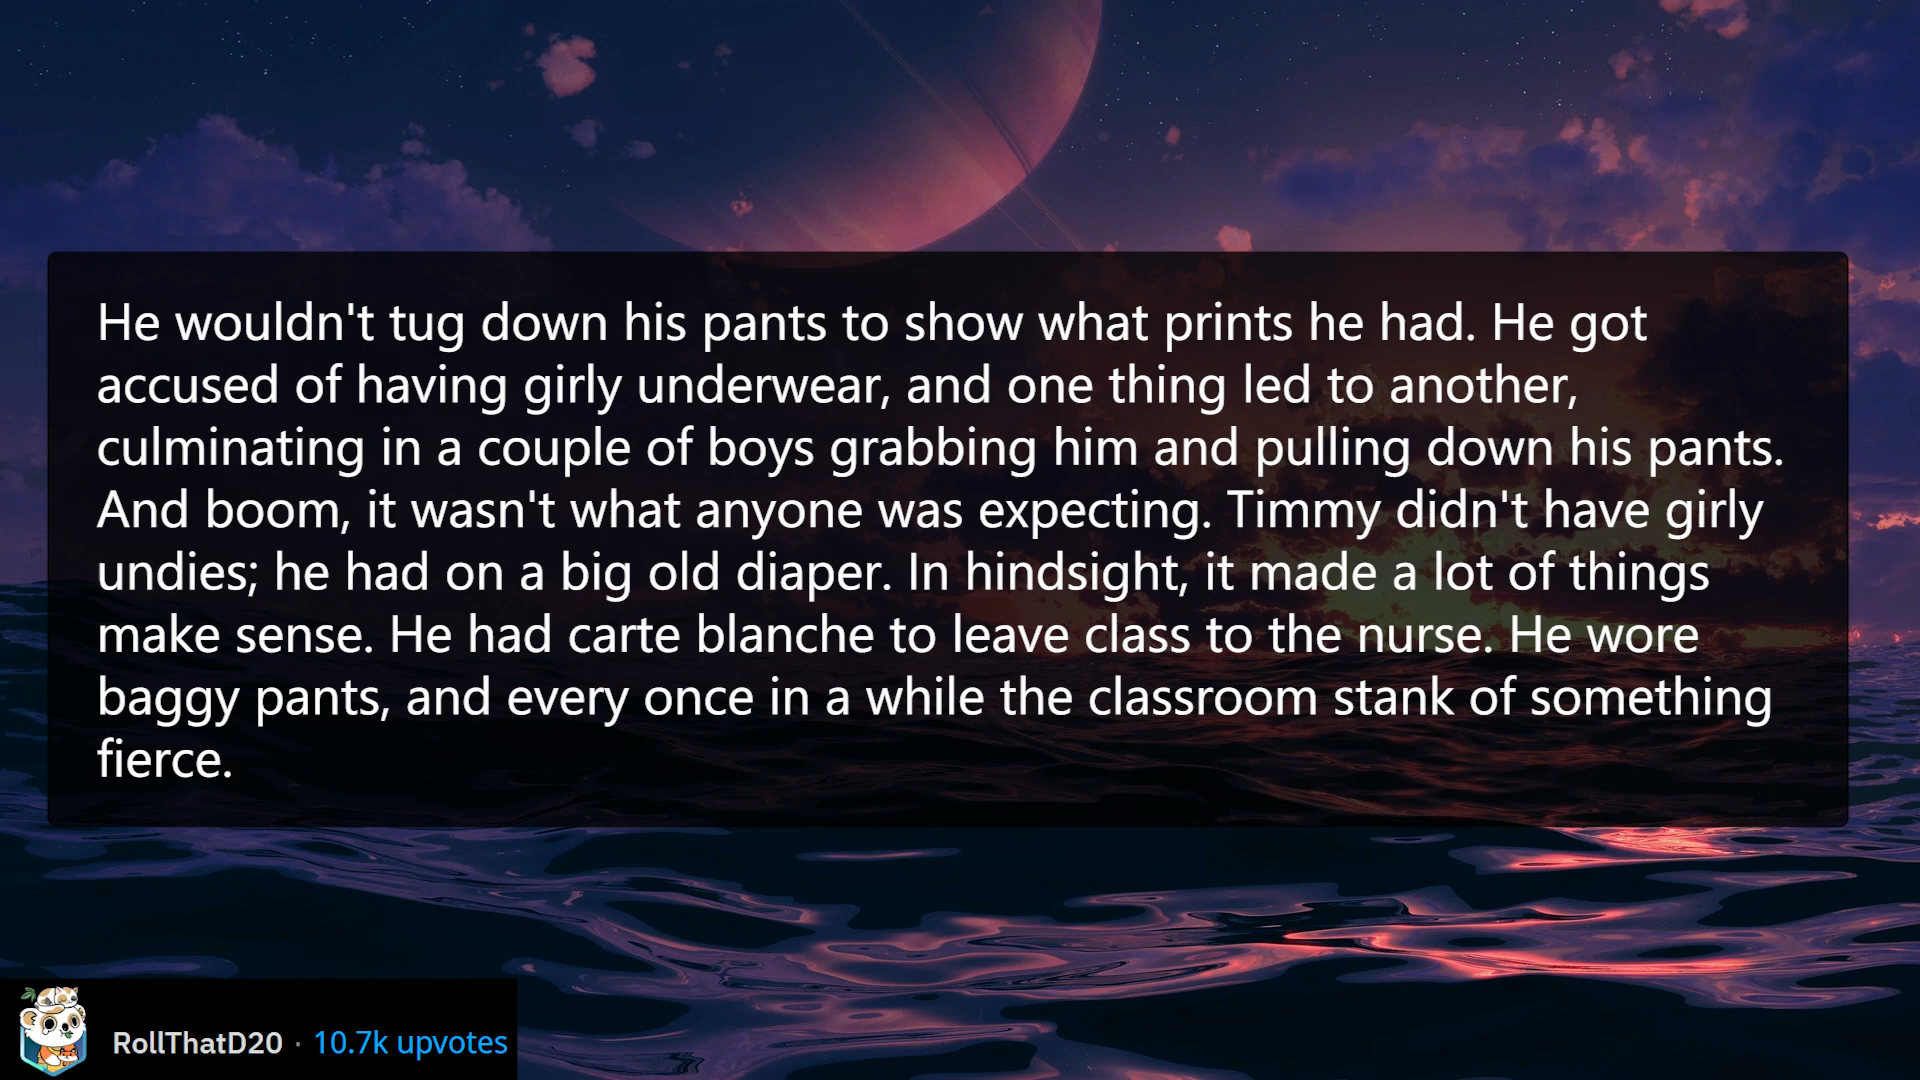 He wouldn't tug down his pants to show what prints he had. He got
accused of having girly underwear, and one thing led to another,
culminating in a couple of boys grabbing him and pulling down his pants.
And boom, it wasn't what anyone was expecting. Timmy didn't have girly
undies; he had on a big old diaper. In hindsight, it made a lot of things
make sense. He had carte blanche to leave class to the nurse. He wore
baggy pants, and every once in a while the classroom stank of something
fierce.
RollThatD20 · 10.7k upvotes